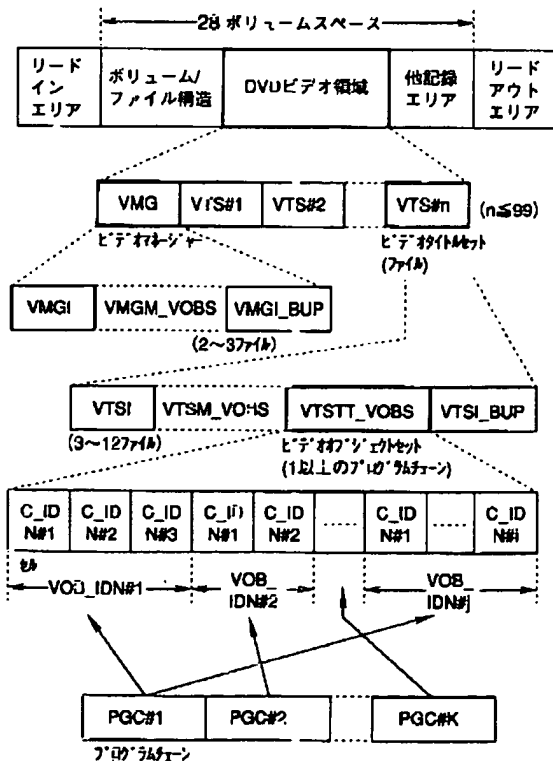 28 ボリュームスペース
リード
イン
エリア
ボリューム/
ファイル構造
DVDビデオ領域
他記録
エリア
リード
アウト
エリア
VMG
VTS#1
VTS#2
VTS#n
(n≦99)
ビデオマネージャー
ビデオタイトルセット
(ファイル)
VMGI
VMGM_VOBS
VMGI_BUP
(2〜3ファイル)
VTSI
VTSM_VOBS
VTSTT_VOBS
VTSI_BUP
(3〜12ファイル)
ビデオオブジェクトセット
(1以上のプログラムチェーン)
C_ID
N#1
C_ID
N#2
C_ID
N#3
C_ID
N#1
C_ID
N#2
C_ID
N#1
C_ID
N#i
セル
VOB_IDN#1
VOB_
IDN#2
VOB_
IDN#j
PGC#1
PGC#2
PGC#K
プログラムチェーン